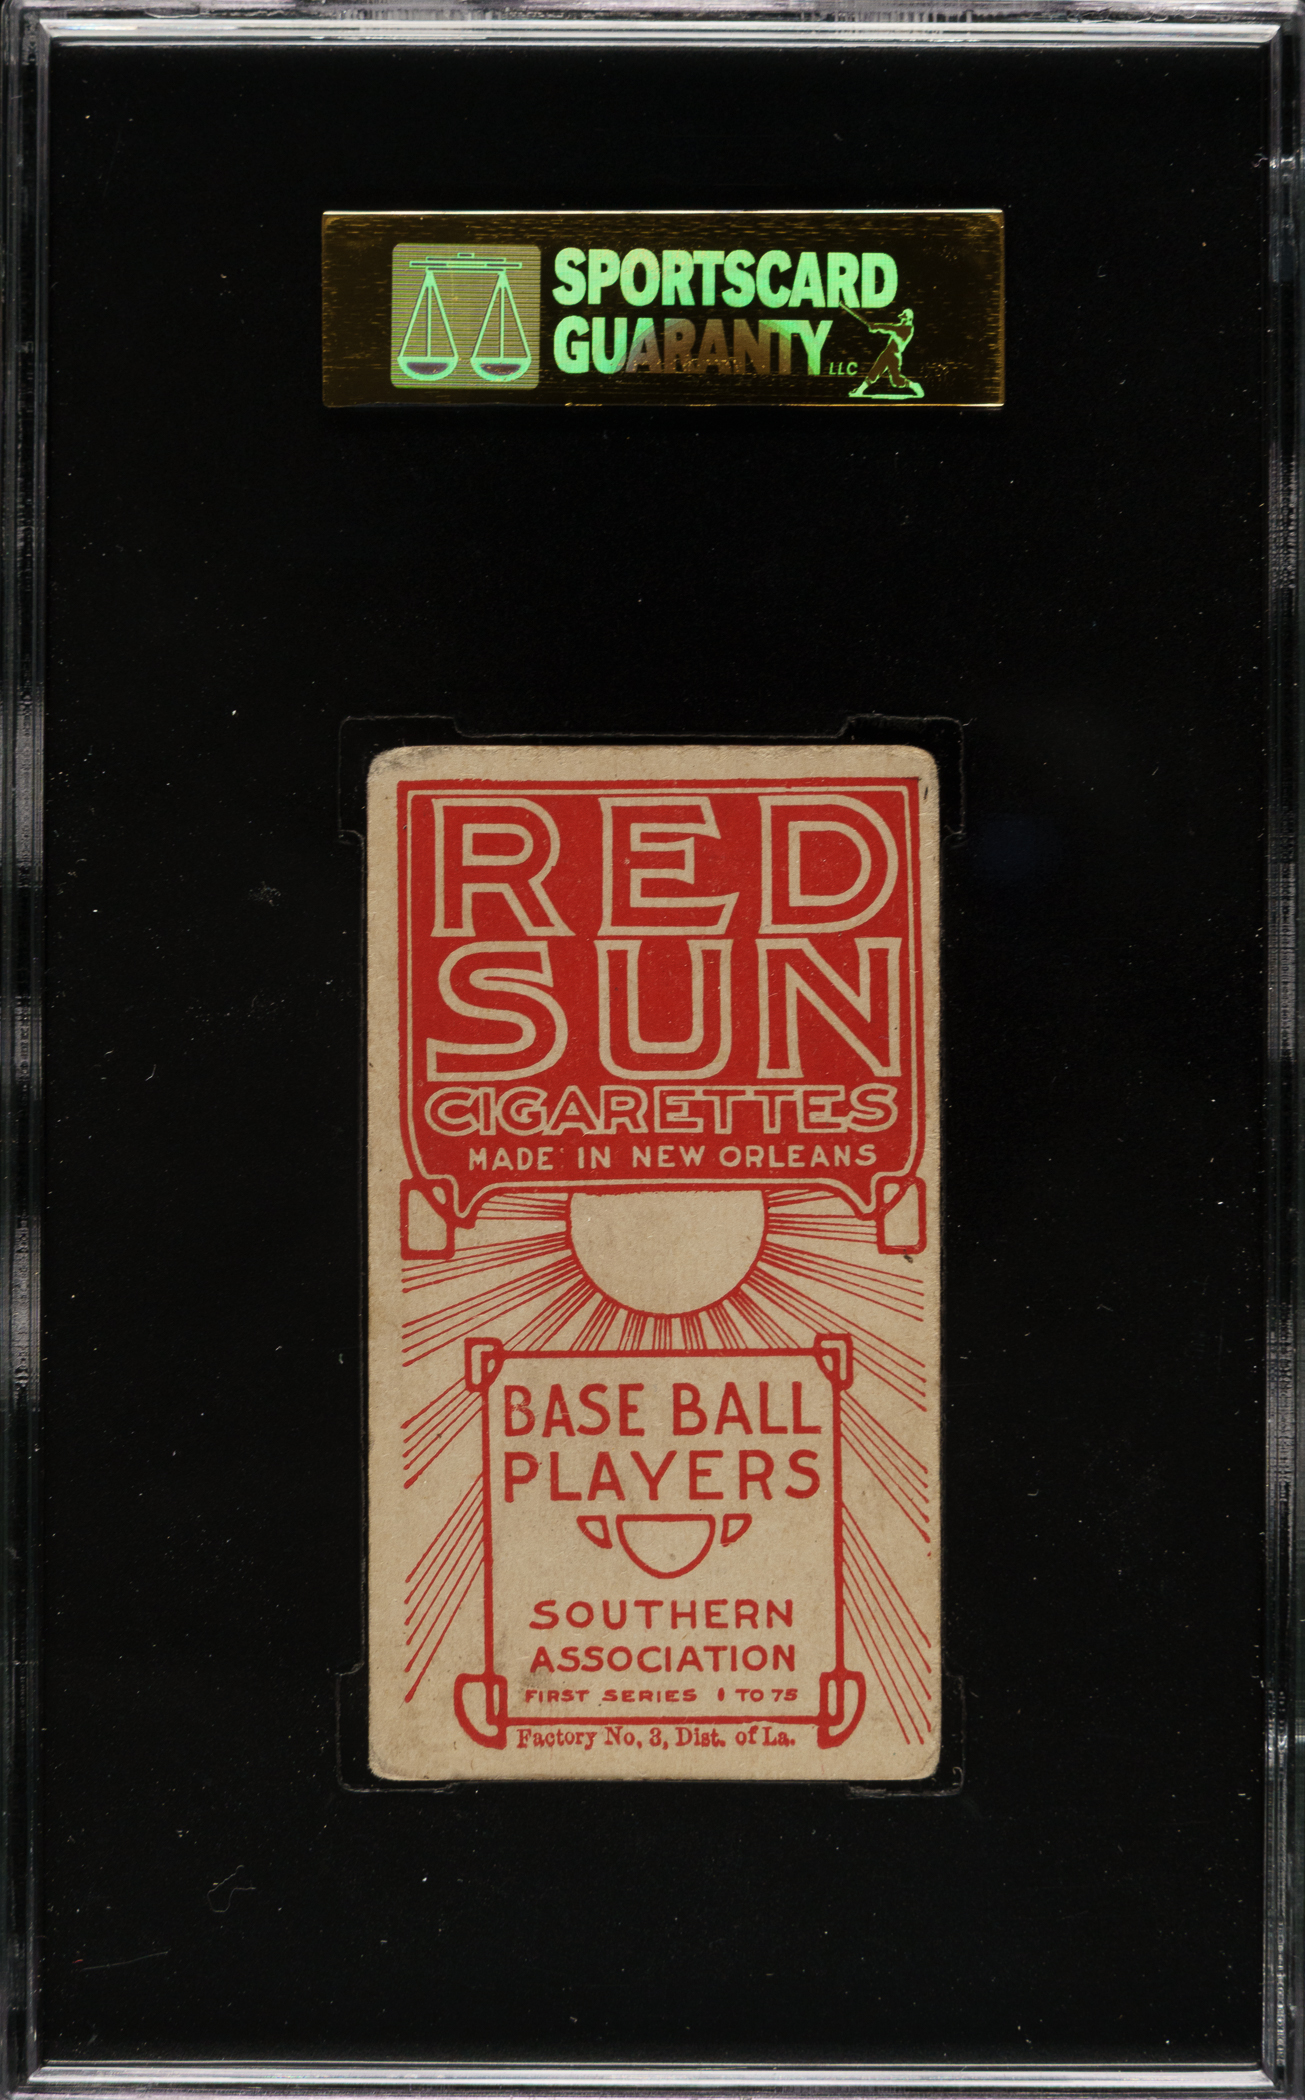 SPORTSCARD
GUARANTY LLC
RED
SUN
CIGARETTES
MADE IN NEW ORLEANS
BASE BALL
PLAYERS
SOUTHERN
ASSOCIATION
FIRST SERIES 1 TO 75
Factory No. 3, Dist. of La.